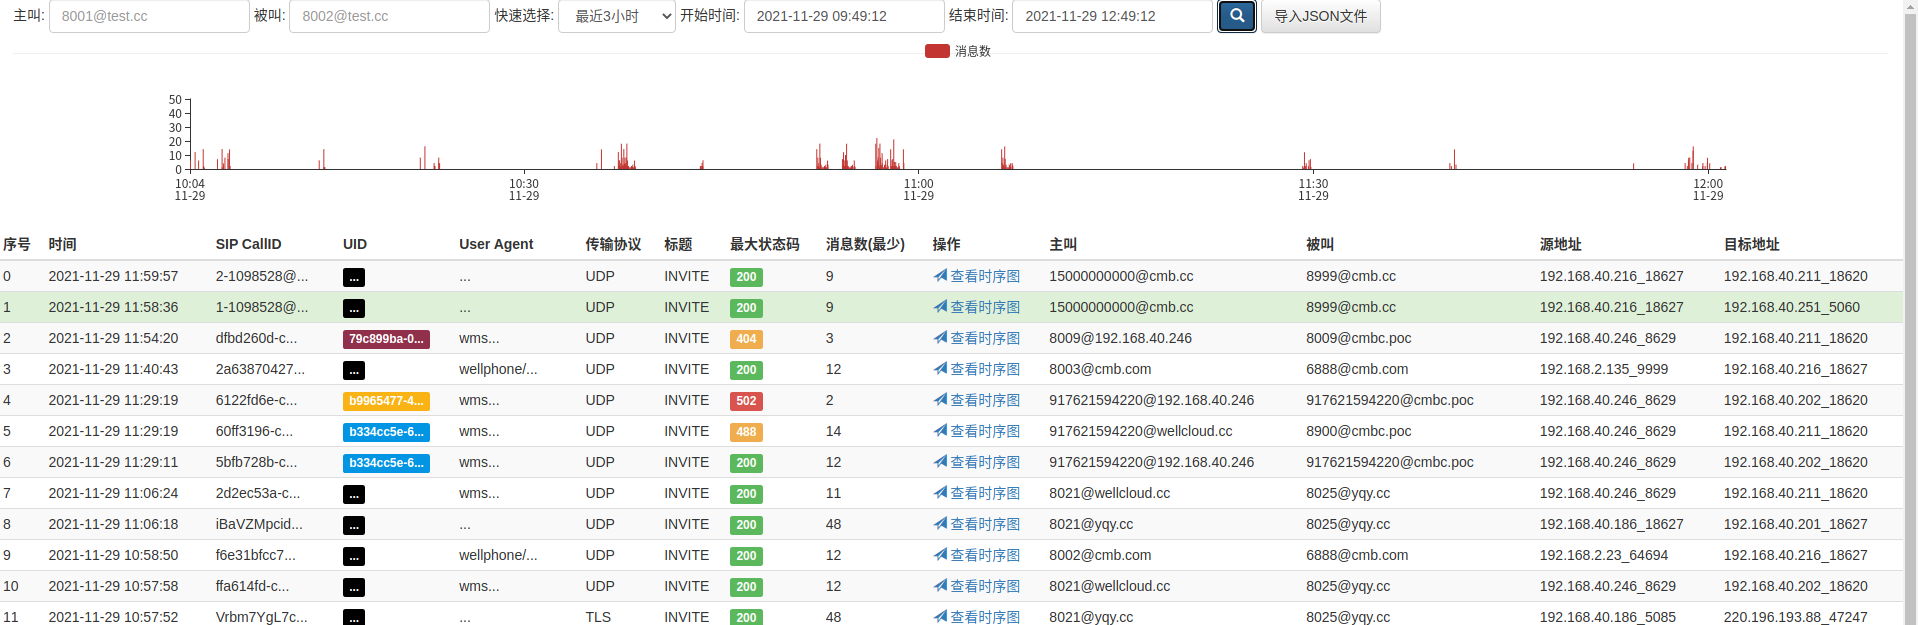 主叫: 8001@test.cc 被叫: 8002@test.cc 快速选择: 最近3小时 开始时间: 2021-11-29 09:49:12 结束时间: 2021-11-29 12:49:12 导入JSON文件
消息数
50
40
30
20
10
0
10:04 10:30 11:00 11:30 12:00
11-29 11-29 11-29 11-29 11-29
序号 时间 SIP CallID UID User Agent 传输协议 标题 最大状态码 消息数(最少) 操作 主叫 被叫 源地址 目标地址
0 2021-11-29 11:59:57 2-1098528@... ... ... UDP INVITE 200 9 查看时序图 15000000000@cmb.cc 8999@cmb.cc 192.168.40.216_18627 192.168.40.211_18620
1 2021-11-29 11:58:36 1-1098528@... ... ... UDP INVITE 200 9 查看时序图 15000000000@cmb.cc 8999@cmb.cc 192.168.40.216_18627 192.168.40.251_5060
2 2021-11-29 11:54:20 dfbd260d-c... 79c899ba-0... wms... UDP INVITE 404 3 查看时序图 8009@192.168.40.246 8009@cmbc.poc 192.168.40.246_8629 192.168.40.211_18620
3 2021-11-29 11:40:43 2a63870427... ... wellphone/... UDP INVITE 200 12 查看时序图 8003@cmb.com 6888@cmb.com 192.168.2.135_9999 192.168.40.216_18627
4 2021-11-29 11:29:19 6122fd6e-c... b9965477-4... wms... UDP INVITE 502 2 查看时序图 917621594220@192.168.40.246 917621594220@cmbc.poc 192.168.40.246_8629 192.168.40.202_18620
5 2021-11-29 11:29:19 60ff3196-c... b334cc5e-6... wms... UDP INVITE 488 14 查看时序图 917621594220@wellcloud.cc 8900@cmbc.poc 192.168.40.246_8629 192.168.40.211_18620
6 2021-11-29 11:29:11 5bfb728b-c... b334cc5e-6... wms... UDP INVITE 200 12 查看时序图 917621594220@192.168.40.246 917621594220@cmbc.poc 192.168.40.246_8629 192.168.40.202_18620
7 2021-11-29 11:06:24 2d2ec53a-c... ... wms... UDP INVITE 200 11 查看时序图 8021@wellcloud.cc 8025@yqy.cc 192.168.40.246_8629 192.168.40.211_18620
8 2021-11-29 11:06:18 iBaVZMpcid... ... ... UDP INVITE 200 48 查看时序图 8021@yqy.cc 8025@yqy.cc 192.168.40.186_18627 192.168.40.201_18627
9 2021-11-29 10:58:50 f6e31bfcc7... ... wellphone/... UDP INVITE 200 12 查看时序图 8002@cmb.com 6888@cmb.com 192.168.2.23_64694 192.168.40.216_18627
10 2021-11-29 10:57:58 ffa614fd-c... ... wms... UDP INVITE 200 12 查看时序图 8021@wellcloud.cc 8025@yqy.cc 192.168.40.246_8629 192.168.40.202_18620
11 2021-11-29 10:57:52 Vrbm7YgL7c... ... ... TLS INVITE 200 48 查看时序图 8021@yqy.cc 8025@yqy.cc 192.168.40.186_5085 220.196.193.88_47247